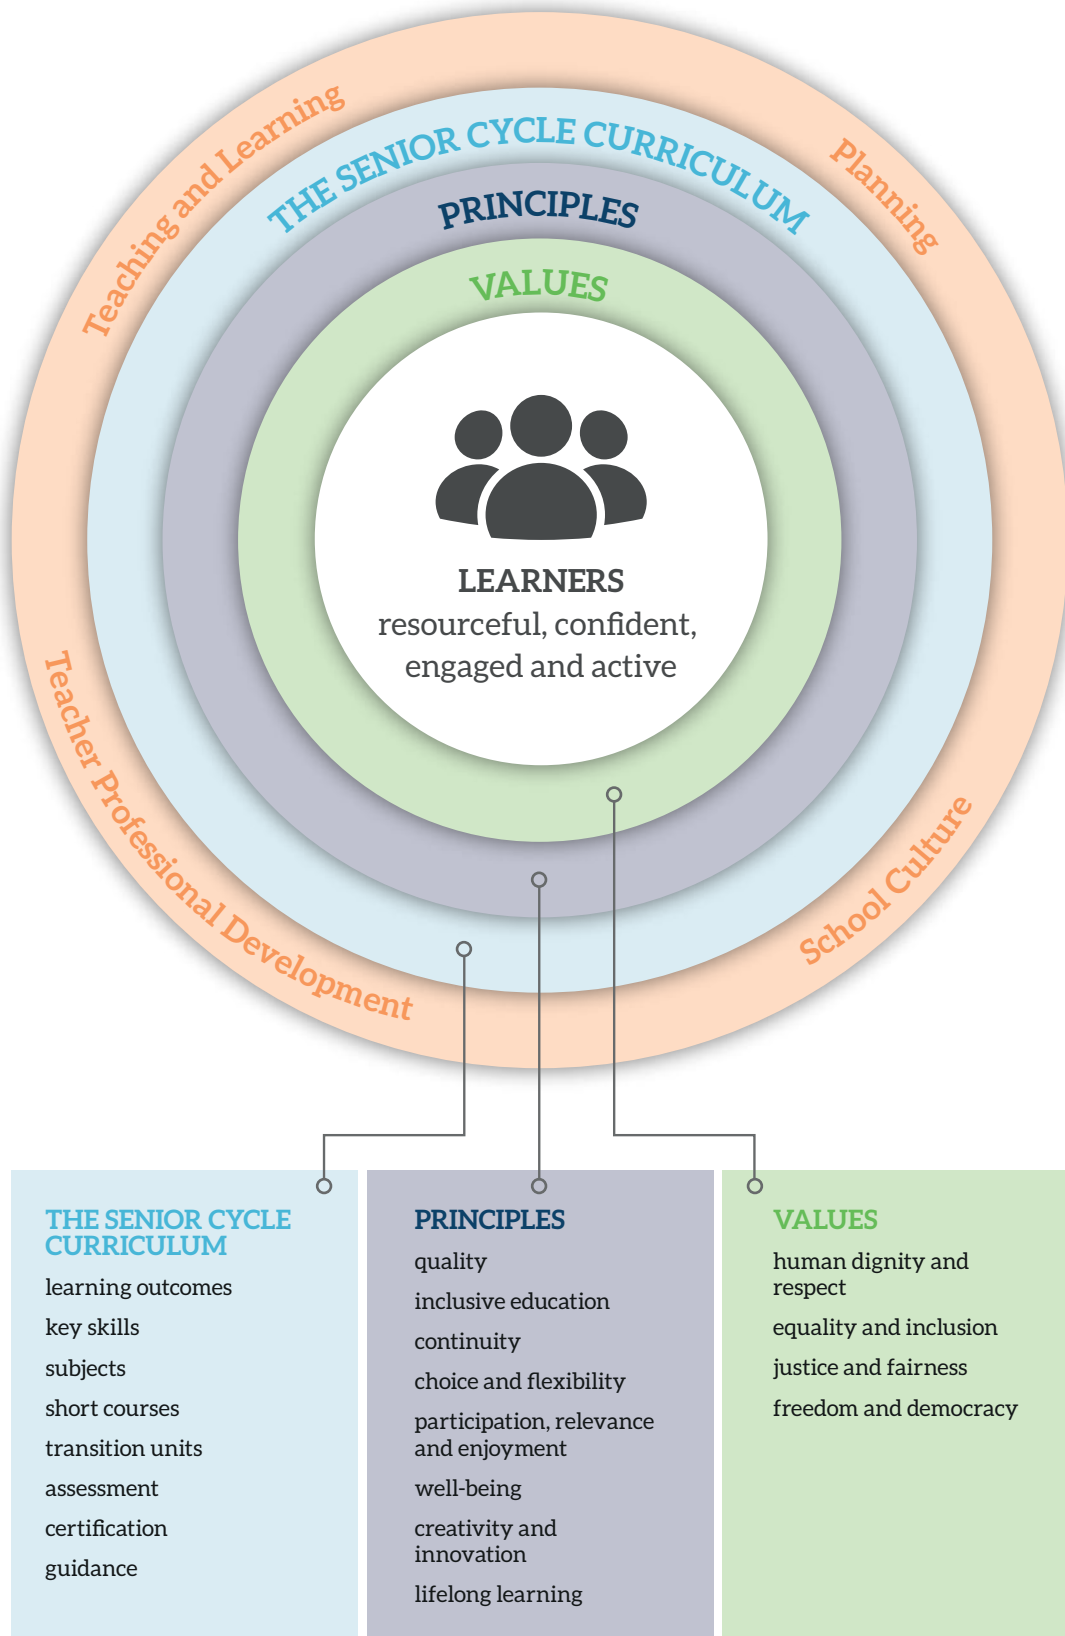 Teaching and Learning
Planning
THE SENIOR CYCLE CURRICULUM
PRINCIPLES
VALUES
LEARNERS
resourceful, confident,
engaged and active
Teacher Professional Development
School Culture
THE SENIOR CYCLE
CURRICULUM
learning outcomes
key skills
subjects
short courses
transition units
assessment
certification
guidance
PRINCIPLES
quality
inclusive education
continuity
choice and flexibility
participation, relevance
and enjoyment
well-being
creativity and
innovation
lifelong learning
VALUES
human dignity and
respect
equality and inclusion
justice and fairness
freedom and democracy